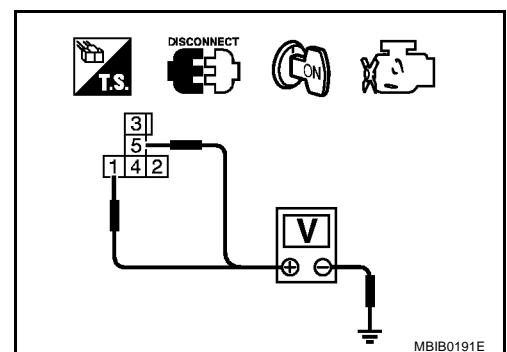 DISCONNECT
T.S.
ON
3
5
1 4 2
V
+ -
MBIB0191E